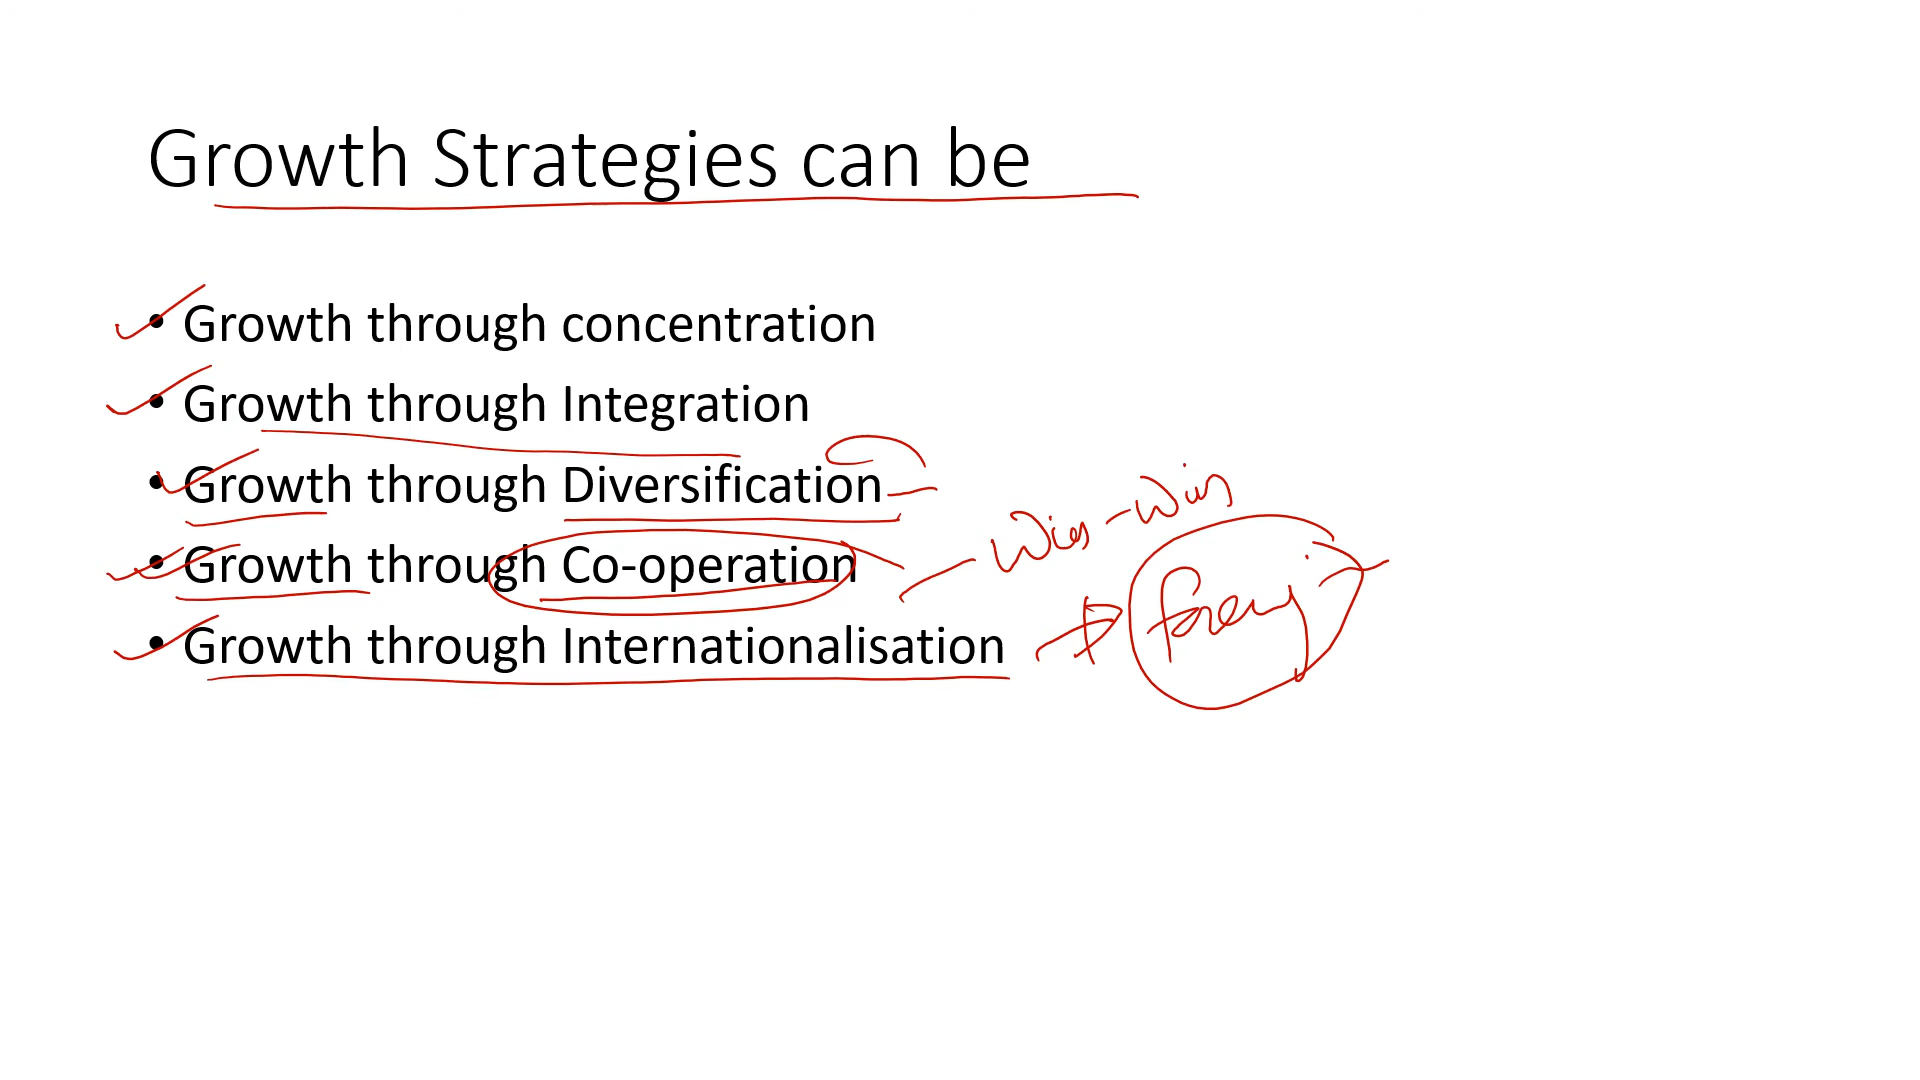 Growth Strategies can be
• Growth through concentration
• Growth through Integration
• Growth through Diversification
• Growth through Co-operation
Win-Win
• Growth through Internationalisation